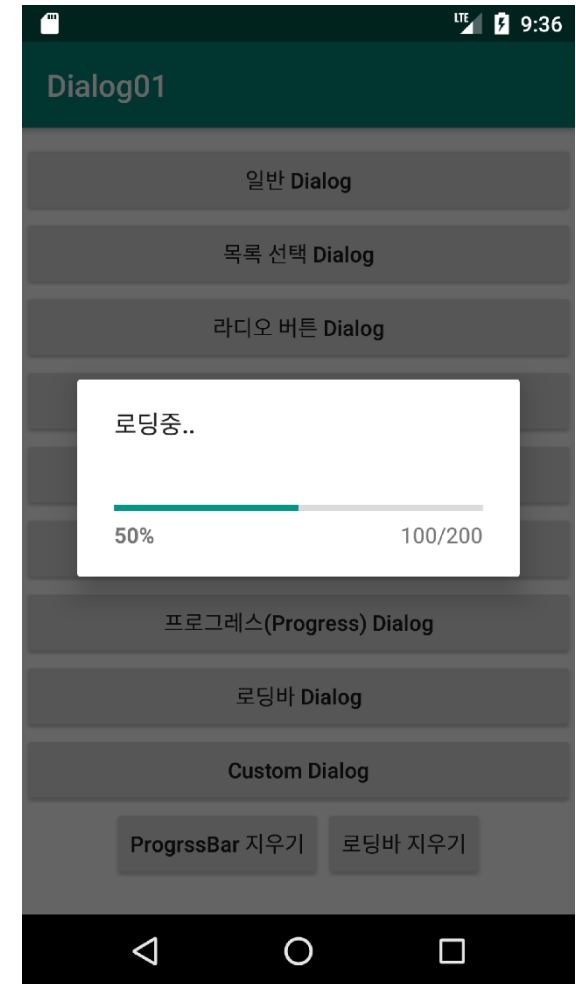 LTE 9:36
Dialog01
일반 Dialog
목록 선택 Dialog
라디오 버튼 Dialog
로딩중..
50% 100/200
프로그레스(Progress) Dialog
로딩바 Dialog
Custom Dialog
ProgrssBar 지우기 로딩바 지우기